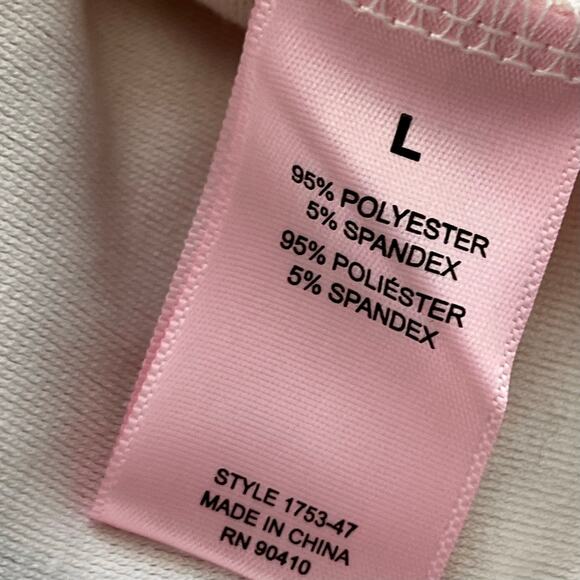 L
95% POLYESTER
5% SPANDEX
95% POLIÉSTER
5% SPANDEX
STYLE 1753-47
MADE IN CHINA
RN 90410